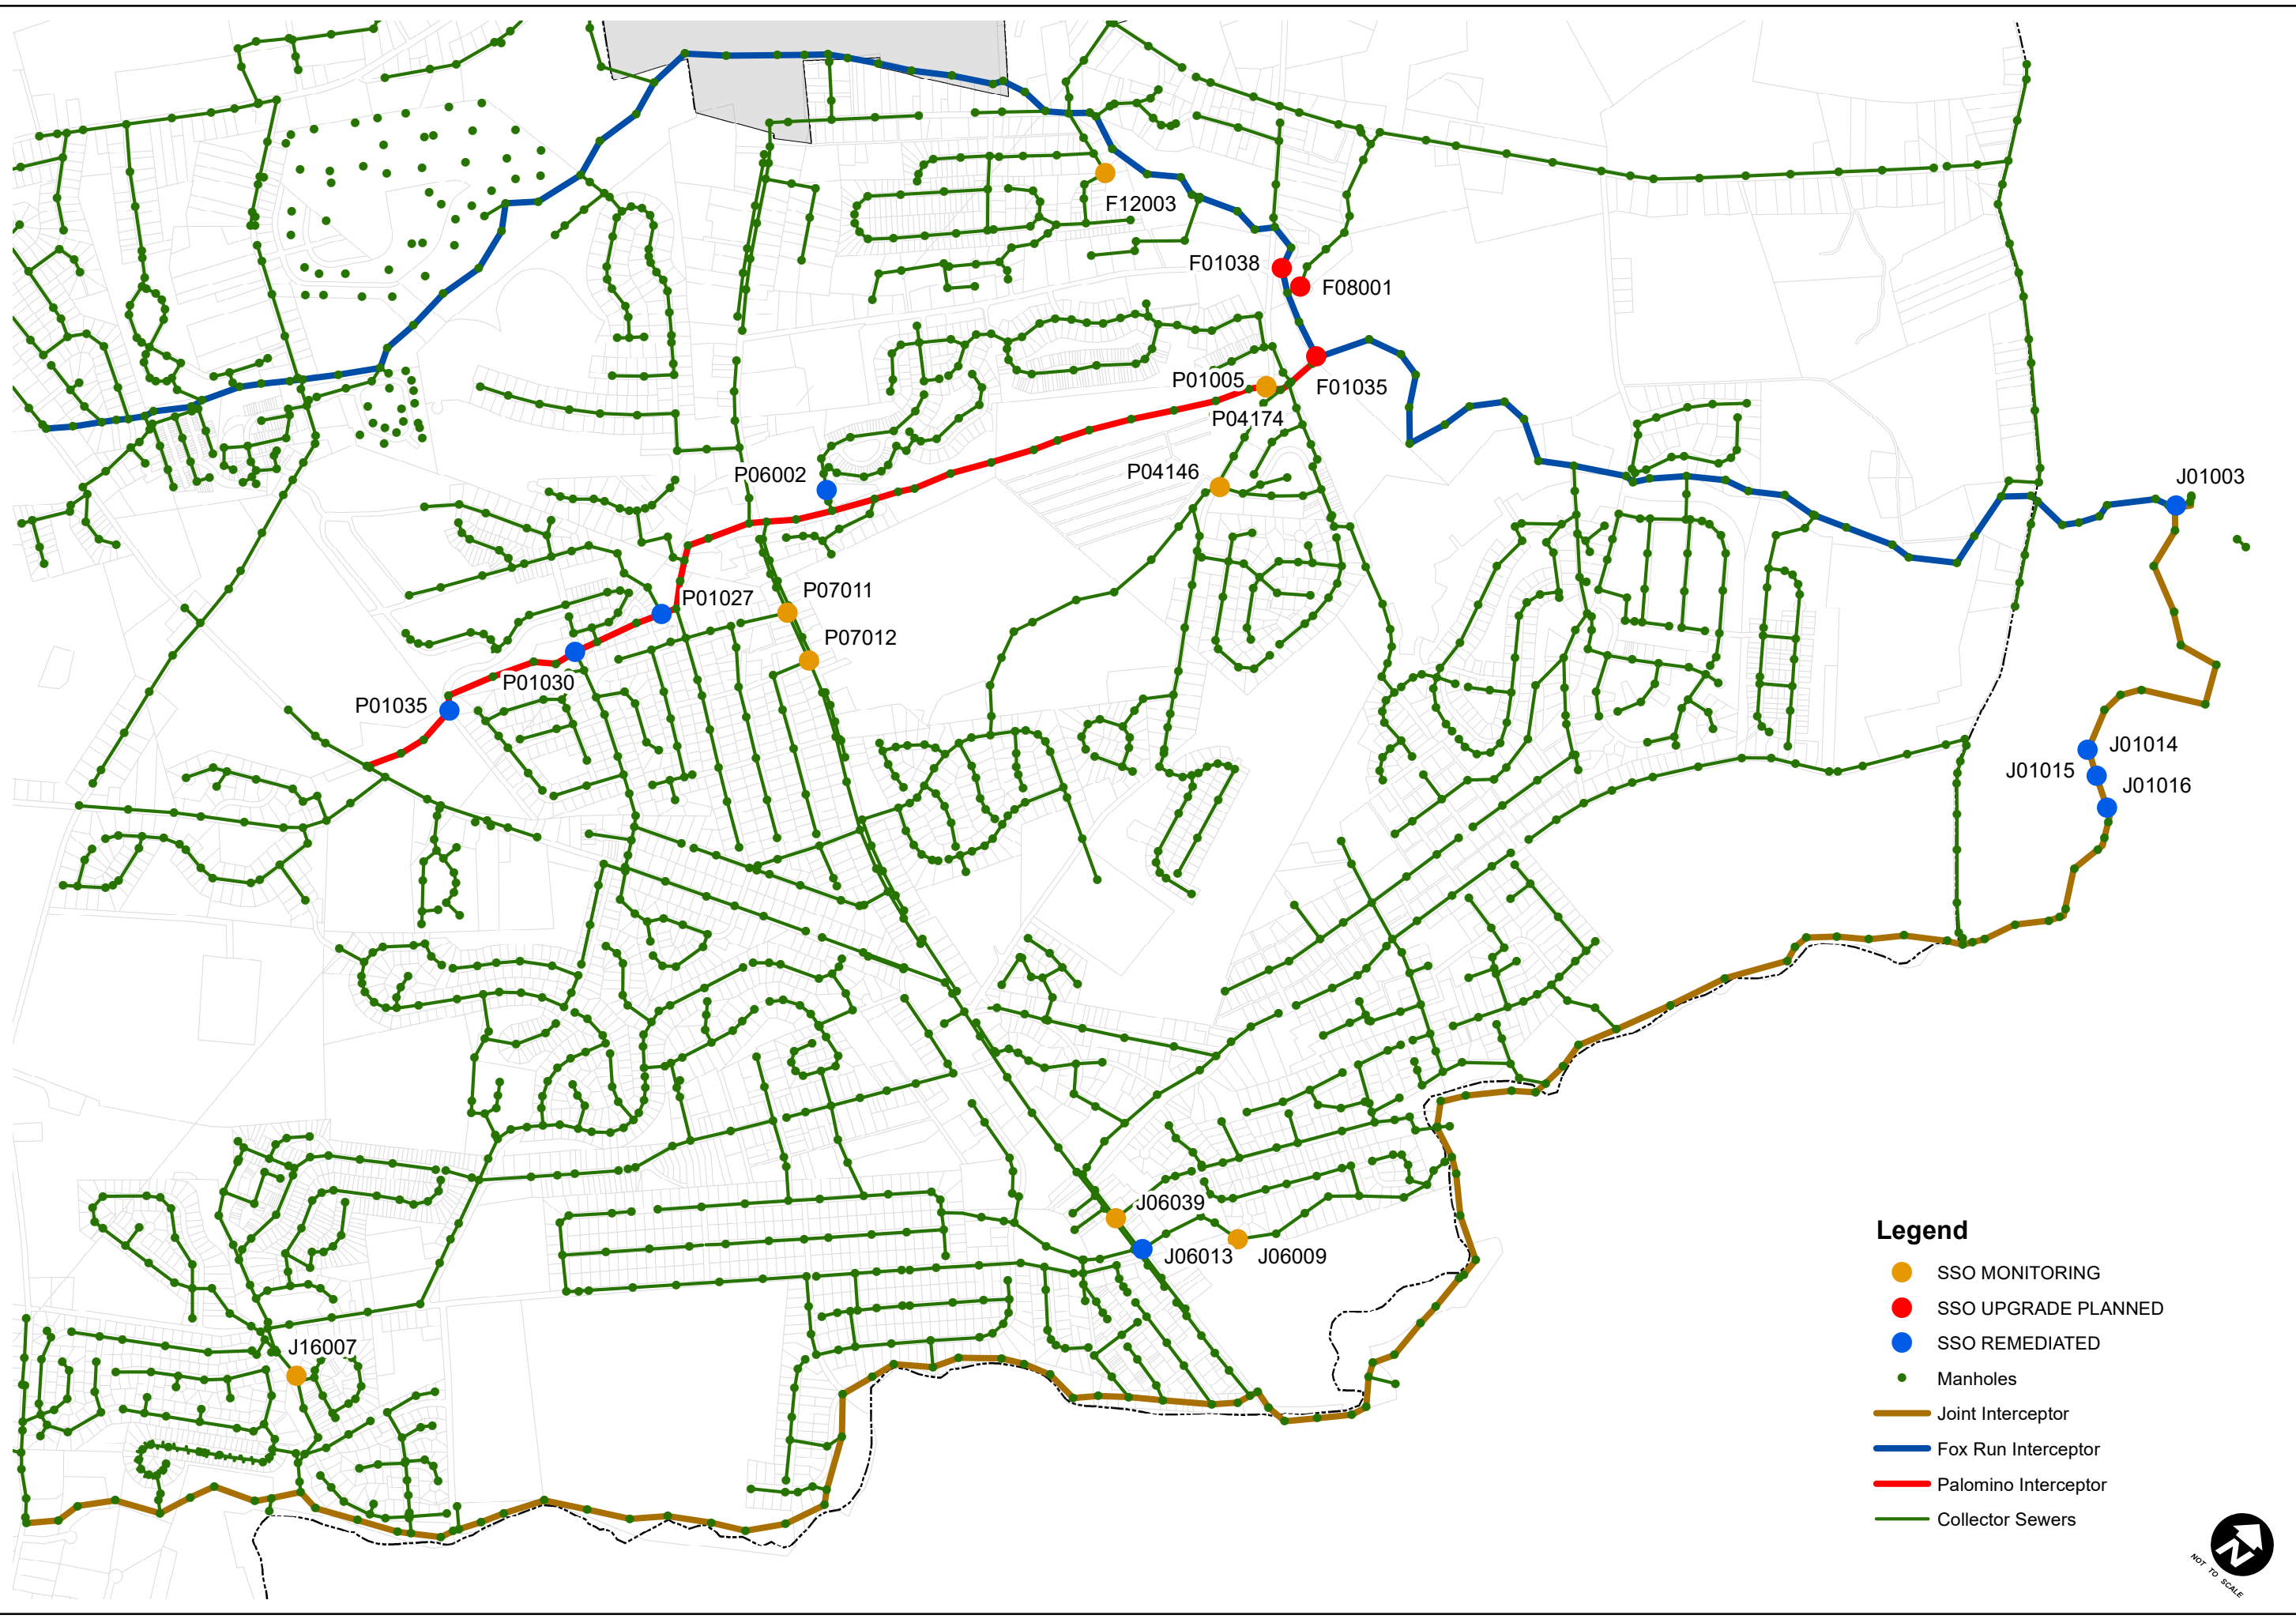 F12003
F01038
F08001
P01005
F01035
P04174
P06002
P04146
J01003
P01027
P07011
P07012
P01030
P01035
J01014
J01015
J01016
J06039
J06013
J06009
J16007
Legend
SSO MONITORING
SSO UPGRADE PLANNED
SSO REMEDIATED
Manholes
Joint Interceptor
Fox Run Interceptor
Palomino Interceptor
Collector Sewers
N
NOT TO SCALE